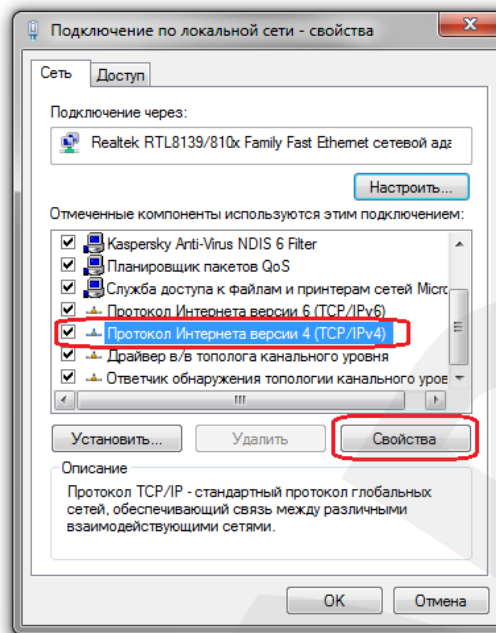 Подключение по локальной сети - свойства
Сеть Доступ
Подключение через:
Realtek RTL8139/810x Family Fast Ethernet сетевой ада
Настроить...
Отмеченные компоненты используются этим подключением:
Kaspersky Anti-Virus NDIS 6 Filter
Планировщик пакетов QoS
Служба доступа к файлам и принтерам сетей Micro
Протокол Интернета версии 6 (TCP/IPv6)
Протокол Интернета версии 4 (TCP/IPv4)
Драйвер в/в тополога канального уровня
Ответчик обнаружения топологии канального уров
Установить... Удалить Свойства
Описание
Протокол TCP/IP - стандартный протокол глобальных
сетей, обеспечивающий связь между различными
взаимодействующими сетями.
OK Отмена